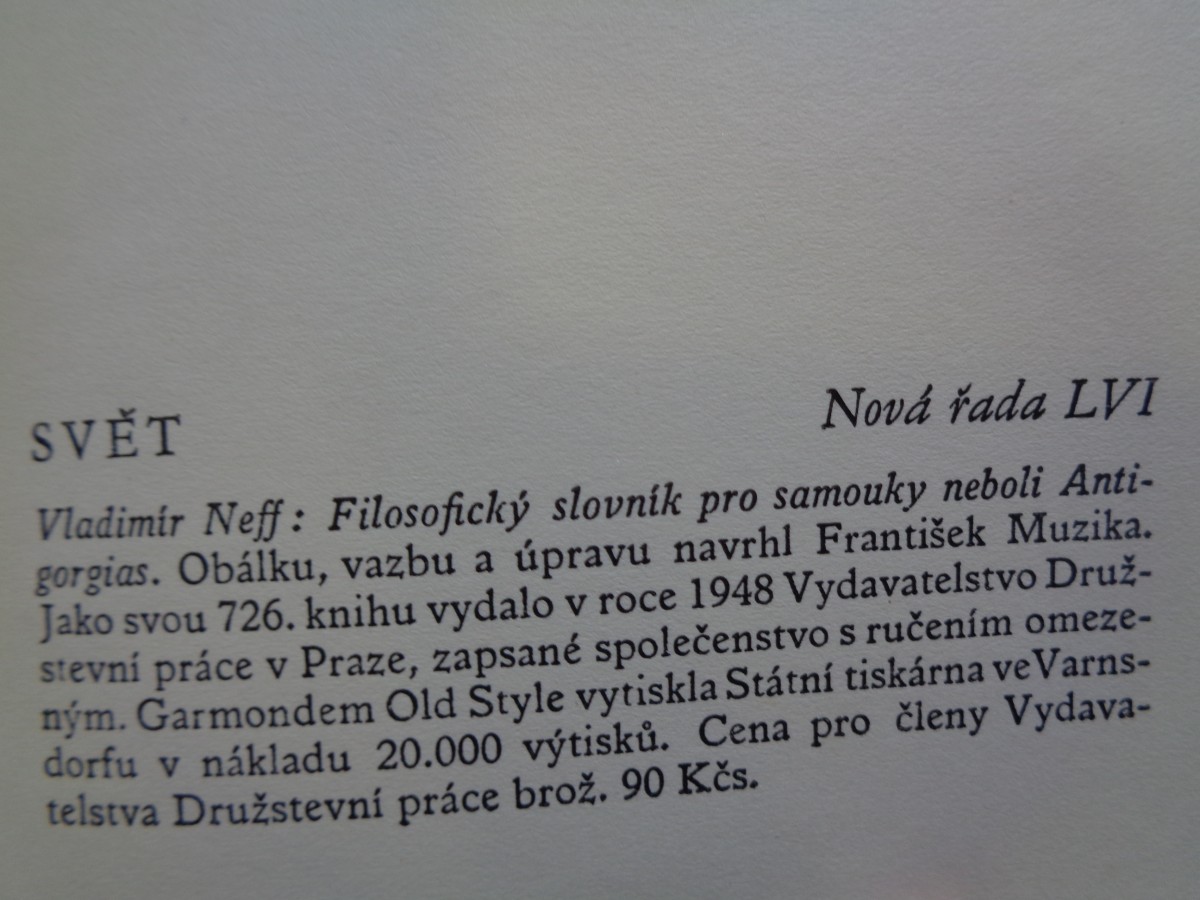 SVĚT Nová řada LVI
Vladimír Neff: Filosofický slovník pro samouky neboli Anti-
gorgias. Obálku, vazbu a úpravu navrhl František Muzika.
Jako svou 726. knihu vydalo v roce 1948 Vydavatelstvo Druž-
stevní práce v Praze, zapsané společenstvo s ručením omeze-
ným. Garmondem Old Style vytiskla Státní tiskárna ve Varns-
dorfu v nákladu 20.000 výtisků. Cena pro členy Vydava-
telstva Družstevní práce brož. 90 Kčs.